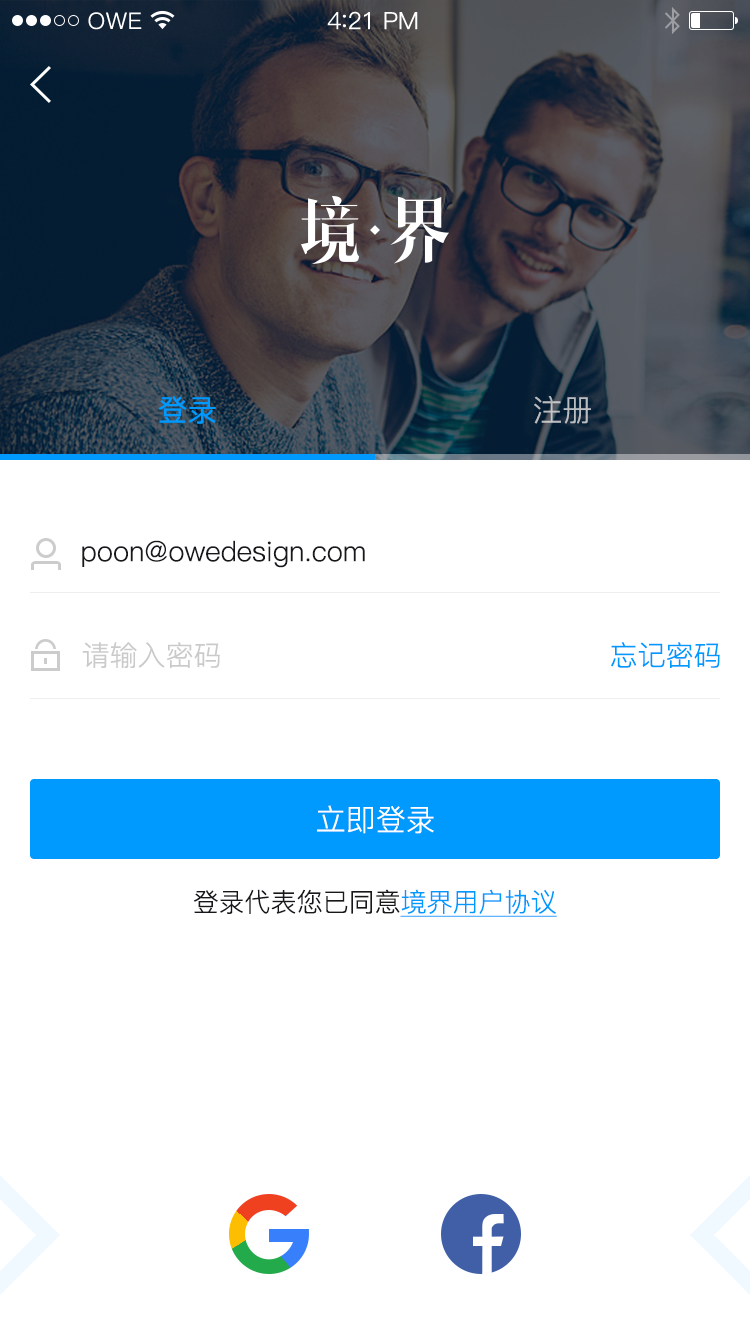 OWE 4:21 PM
境·界
登录 注册
poon@owedesign.com
请输入密码 忘记密码
立即登录
登录代表您已同意境界用户协议